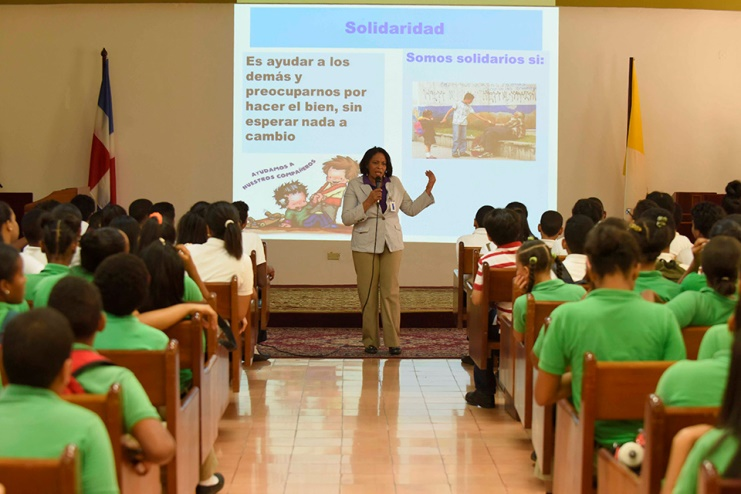 Solidaridad
Es ayudar a los
demás y
preocuparnos por
hacer el bien, sin
esperar nada a
cambio
Somos solidarios si:
AYUDAMOS A
NUESTROS COMPAÑEROS